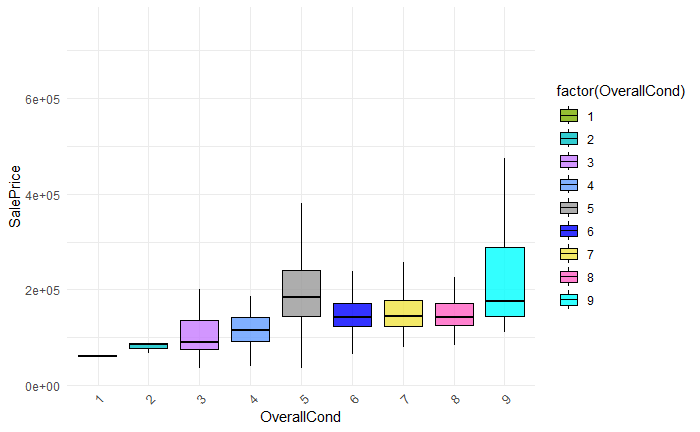 SalePrice
6e+05
4e+05
2e+05
0e+00
1 2 3 4 5 6 7 8 9
OverallCond
factor(OverallCond)
1
2
3
4
5
6
7
8
9